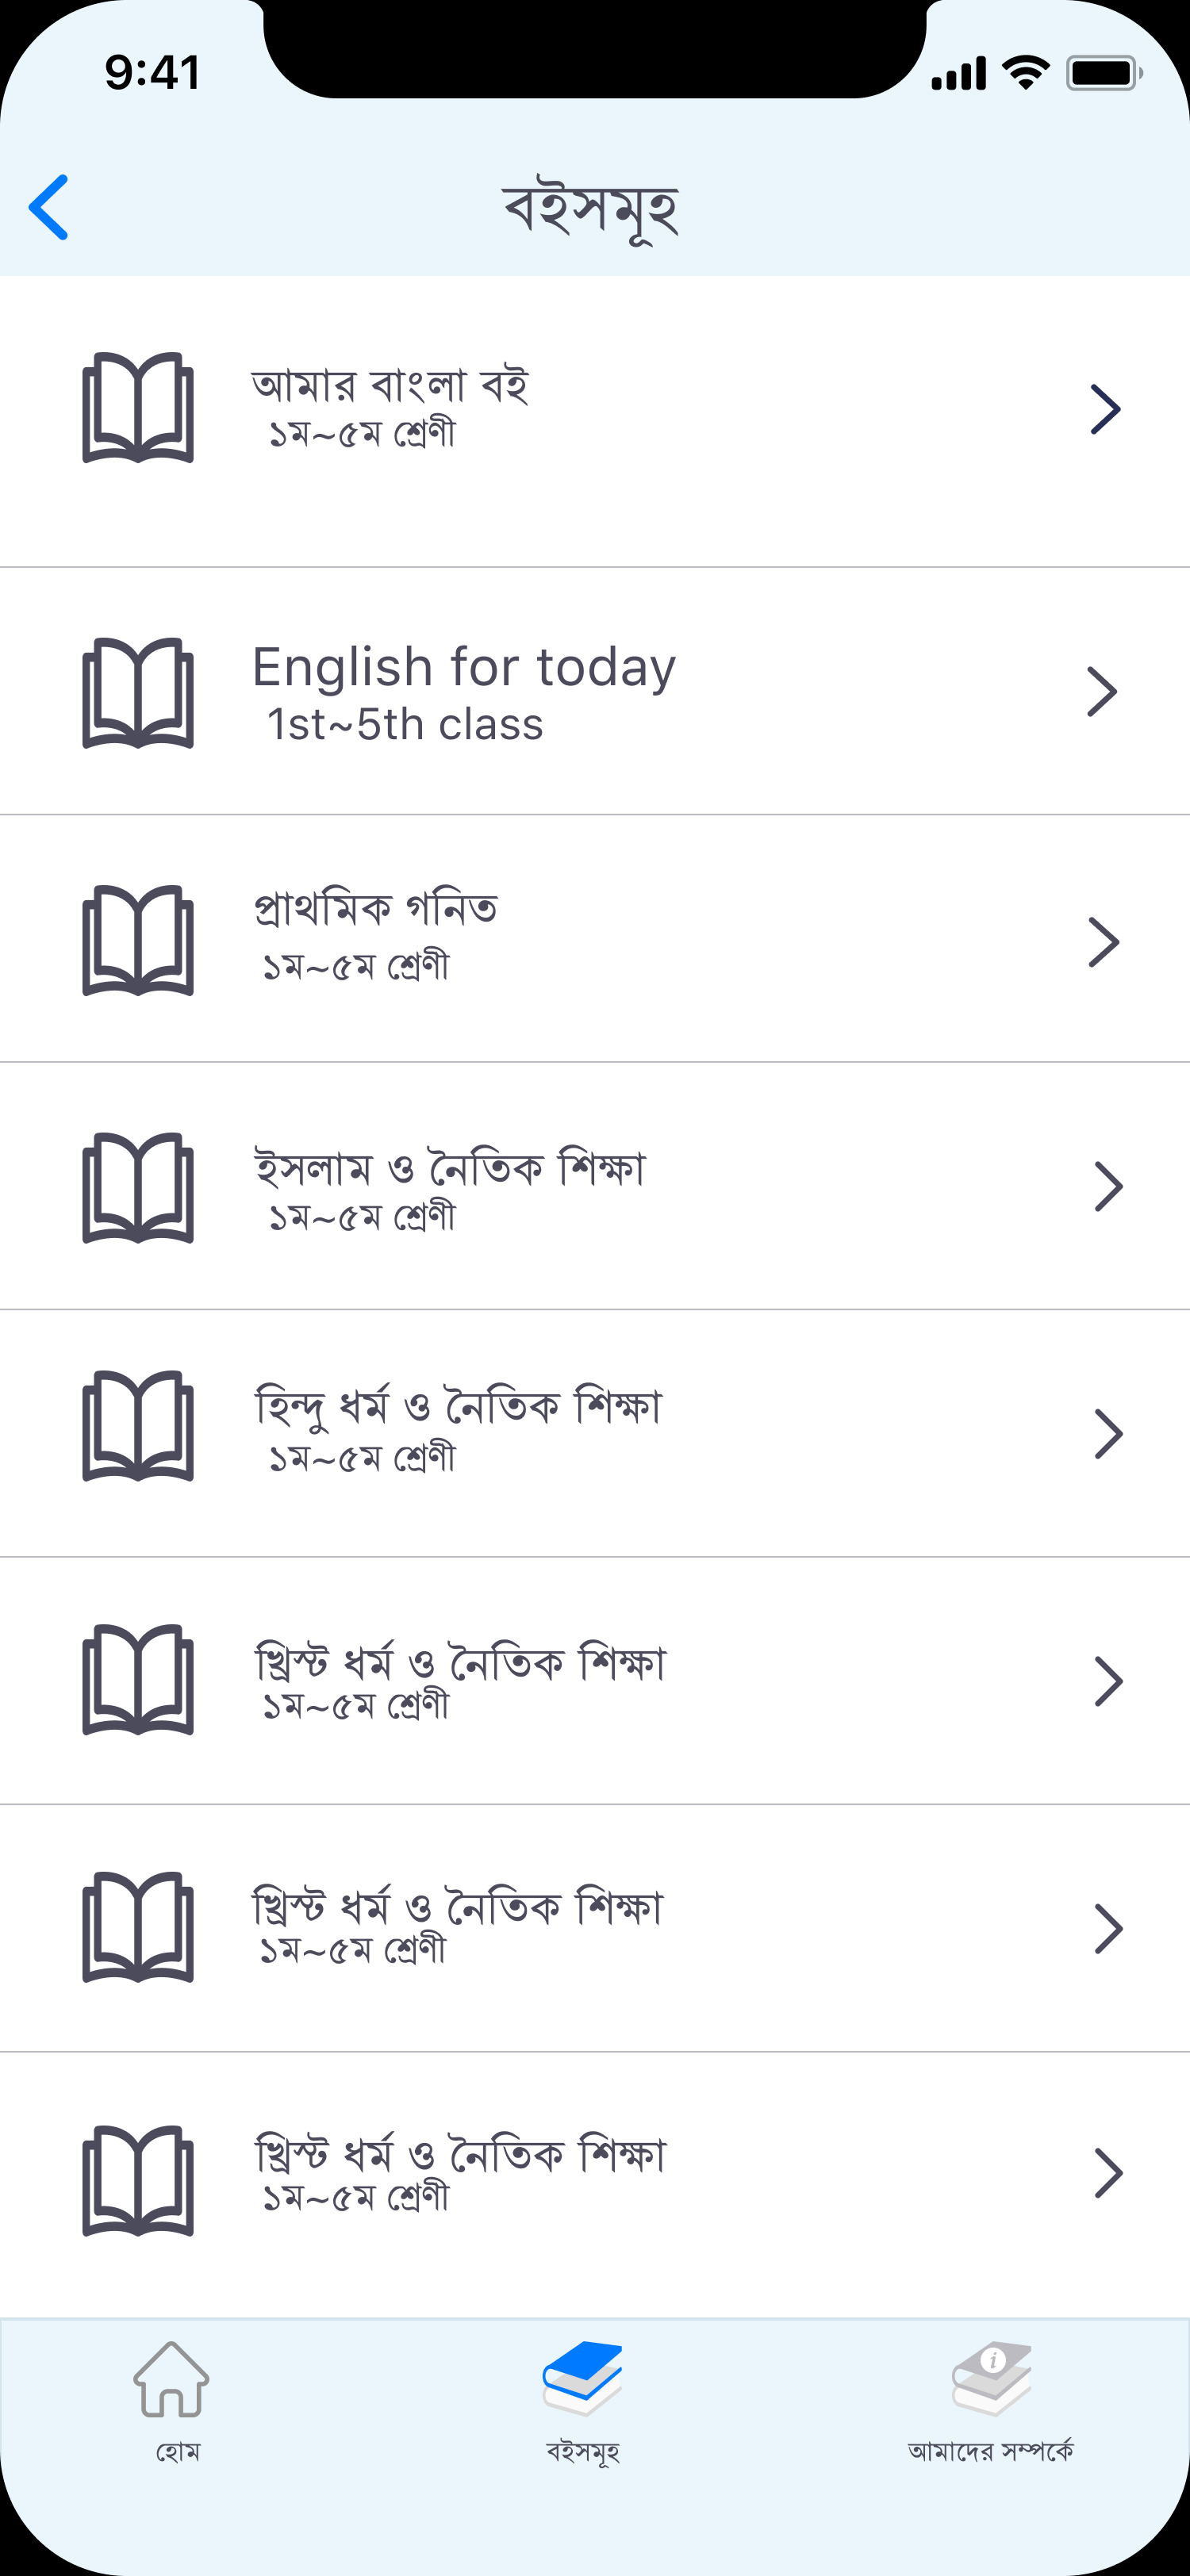 9:41
বইসমূহ
আমার বাংলা বই
১ম~৫ম শ্রেণী
English for today
1st~5th class
প্রাথমিক গনিত
১ম~৫ম শ্রেণী
ইসলাম ও নৈতিক শিক্ষা
১ম~৫ম শ্রেণী
হিন্দু ধর্ম ও নৈতিক শিক্ষা
১ম~৫ম শ্রেণী
খ্রিস্ট ধর্ম ও নৈতিক শিক্ষা
১ম~৫ম শ্রেণী
খ্রিস্ট ধর্ম ও নৈতিক শিক্ষা
১ম~৫ম শ্রেণী
খ্রিস্ট ধর্ম ও নৈতিক শিক্ষা
১ম~৫ম শ্রেণী
হোম বইসমূহ আমাদের সম্পর্কে